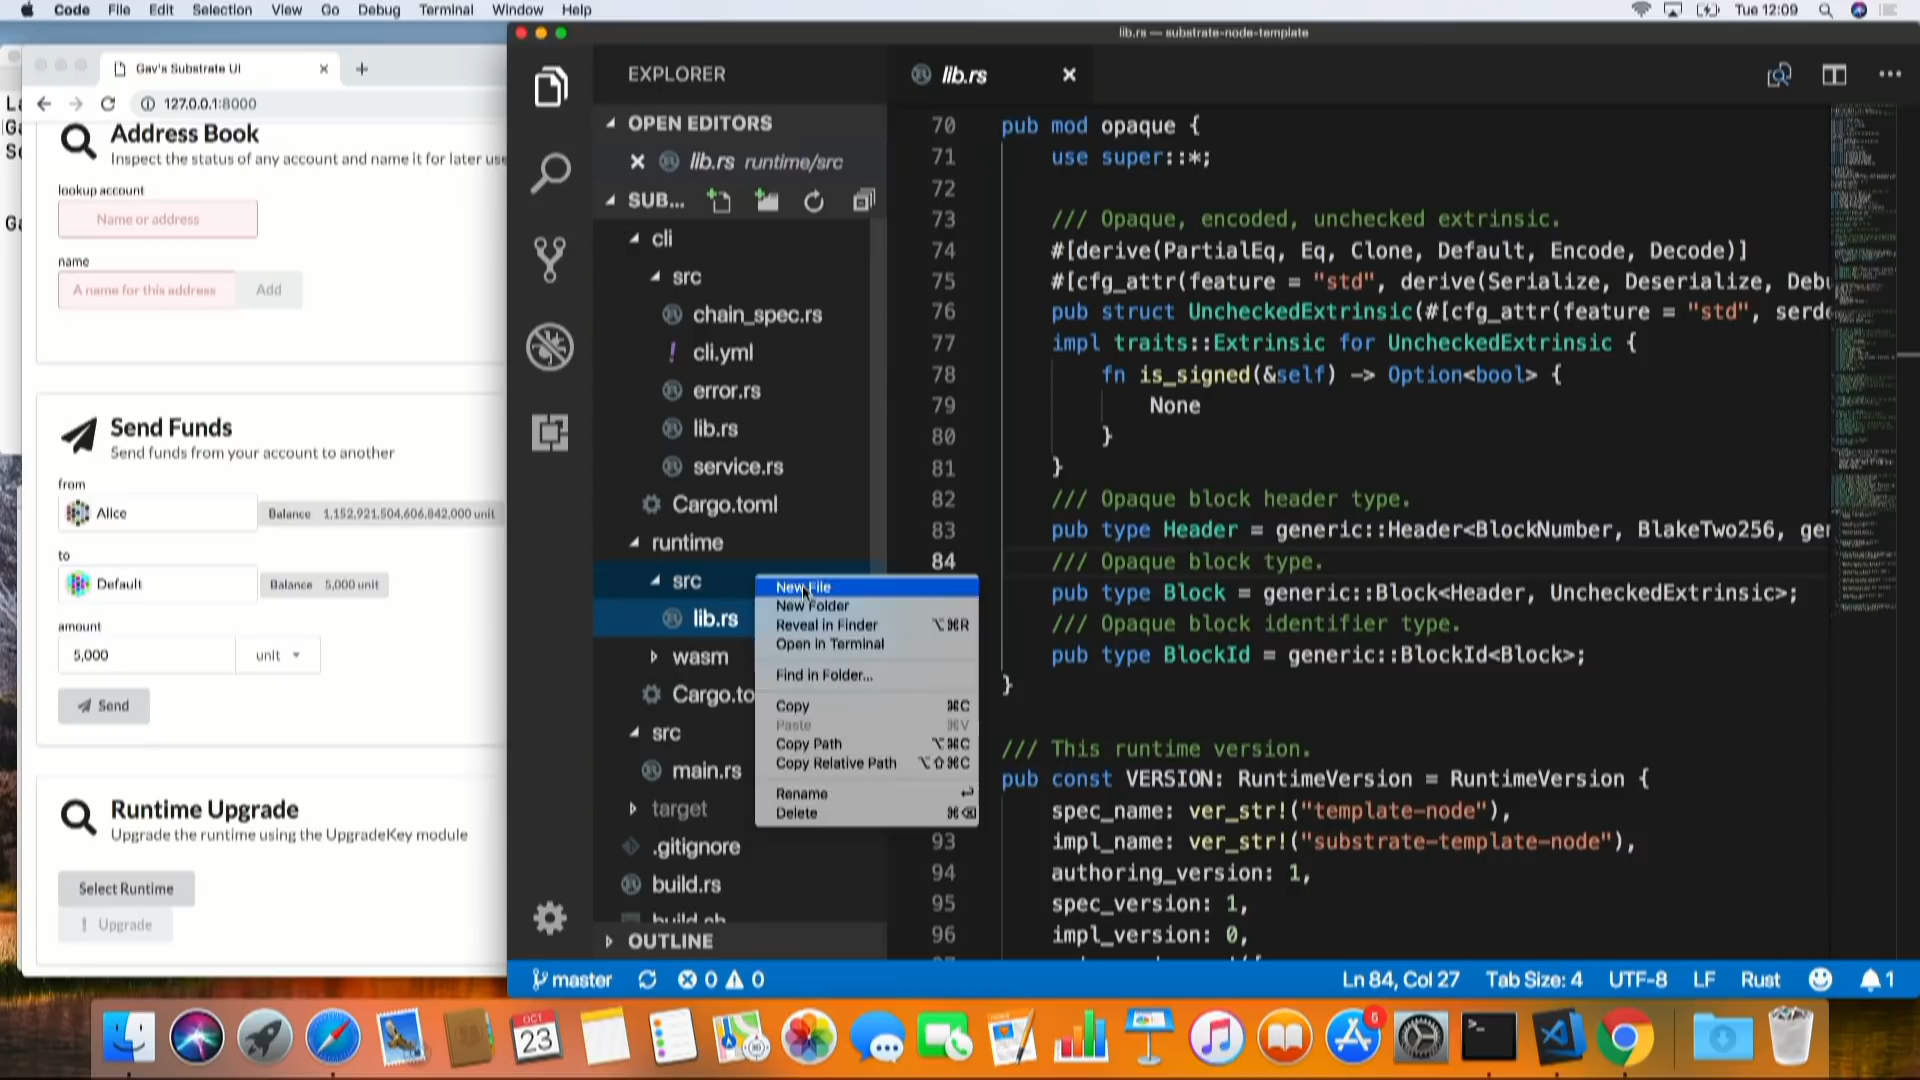 Code File Edit Selection View Go Debug Terminal Window Help
Tue 12:09
Gav's Substrate UI
127.0.0.1:8000
Address Book
Inspect the status of any account and name it for later use
lookup account
Name or address
name
A name for this address
Add
Send Funds
Send funds from your account to another
from
Alice
Balance 1,152,921,504,606,842,000 unit
to
Default
Balance 5,000 unit
amount
5,000
unit
Send
Runtime Upgrade
Upgrade the runtime using the UpgradeKey module
Select Runtime
! Upgrade
lib.rs — substrate-node-template
EXPLORER
OPEN EDITORS
lib.rs runtime/src
SUB...
cli
src
chain_spec.rs
! cli.yml
error.rs
lib.rs
service.rs
Cargo.toml
runtime
src
lib.rs
wasm
Cargo.to
src
main.rs
target
.gitignore
build.rs
build.sh
OUTLINE
New File
New Folder
Reveal in Finder ⌥⌘R
Open in Terminal
Find in Folder...
Copy ⌘C
Paste ⌘V
Copy Path ⌥⌘C
Copy Relative Path ⌥⇧⌘C
Rename ↩
Delete ⌘⌫
lib.rs
70 pub mod opaque {
71 use super::*;
72
73 /// Opaque, encoded, unchecked extrinsic.
74 #[derive(PartialEq, Eq, Clone, Default, Encode, Decode)]
75 #[cfg_attr(feature = "std", derive(Serialize, Deserialize, Debu
76 pub struct UncheckedExtrinsic(#[cfg_attr(feature = "std", serde
77 impl traits::Extrinsic for UncheckedExtrinsic {
78 fn is_signed(&self) -> Option<bool> {
79 None
80 }
81 }
82 /// Opaque block header type.
83 pub type Header = generic::Header<BlockNumber, BlakeTwo256, gen
84 /// Opaque block type.
pub type Block = generic::Block<Header, UncheckedExtrinsic>;
/// Opaque block identifier type.
pub type BlockId = generic::BlockId<Block>;
}
/// This runtime version.
pub const VERSION: RuntimeVersion = RuntimeVersion {
spec_name: ver_str!("template-node"),
93 impl_name: ver_str!("substrate-template-node"),
94 authoring_version: 1,
95 spec_version: 1,
96 impl_version: 0,
master 0 0
Ln 84, Col 27 Tab Size: 4 UTF-8 LF Rust 1
OCT
23
6